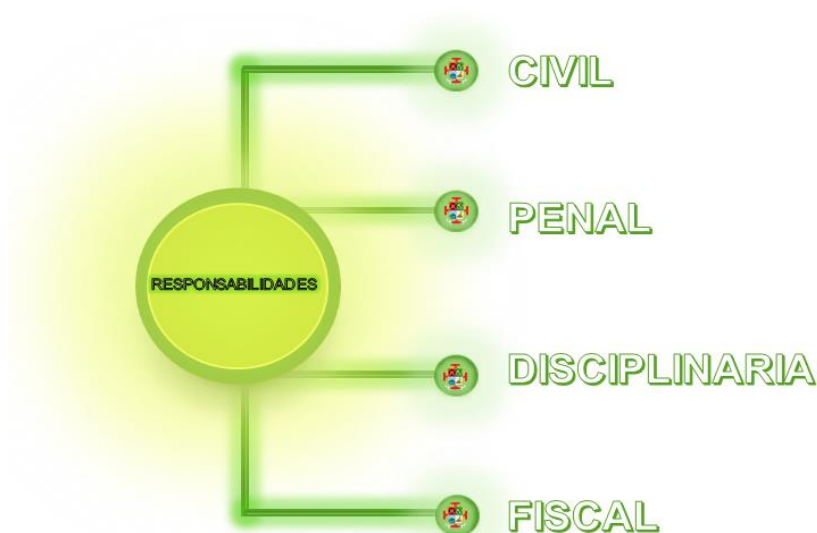 CIVIL
PENAL
RESPONSABILIDADES
DISCIPLINARIA
FISCAL